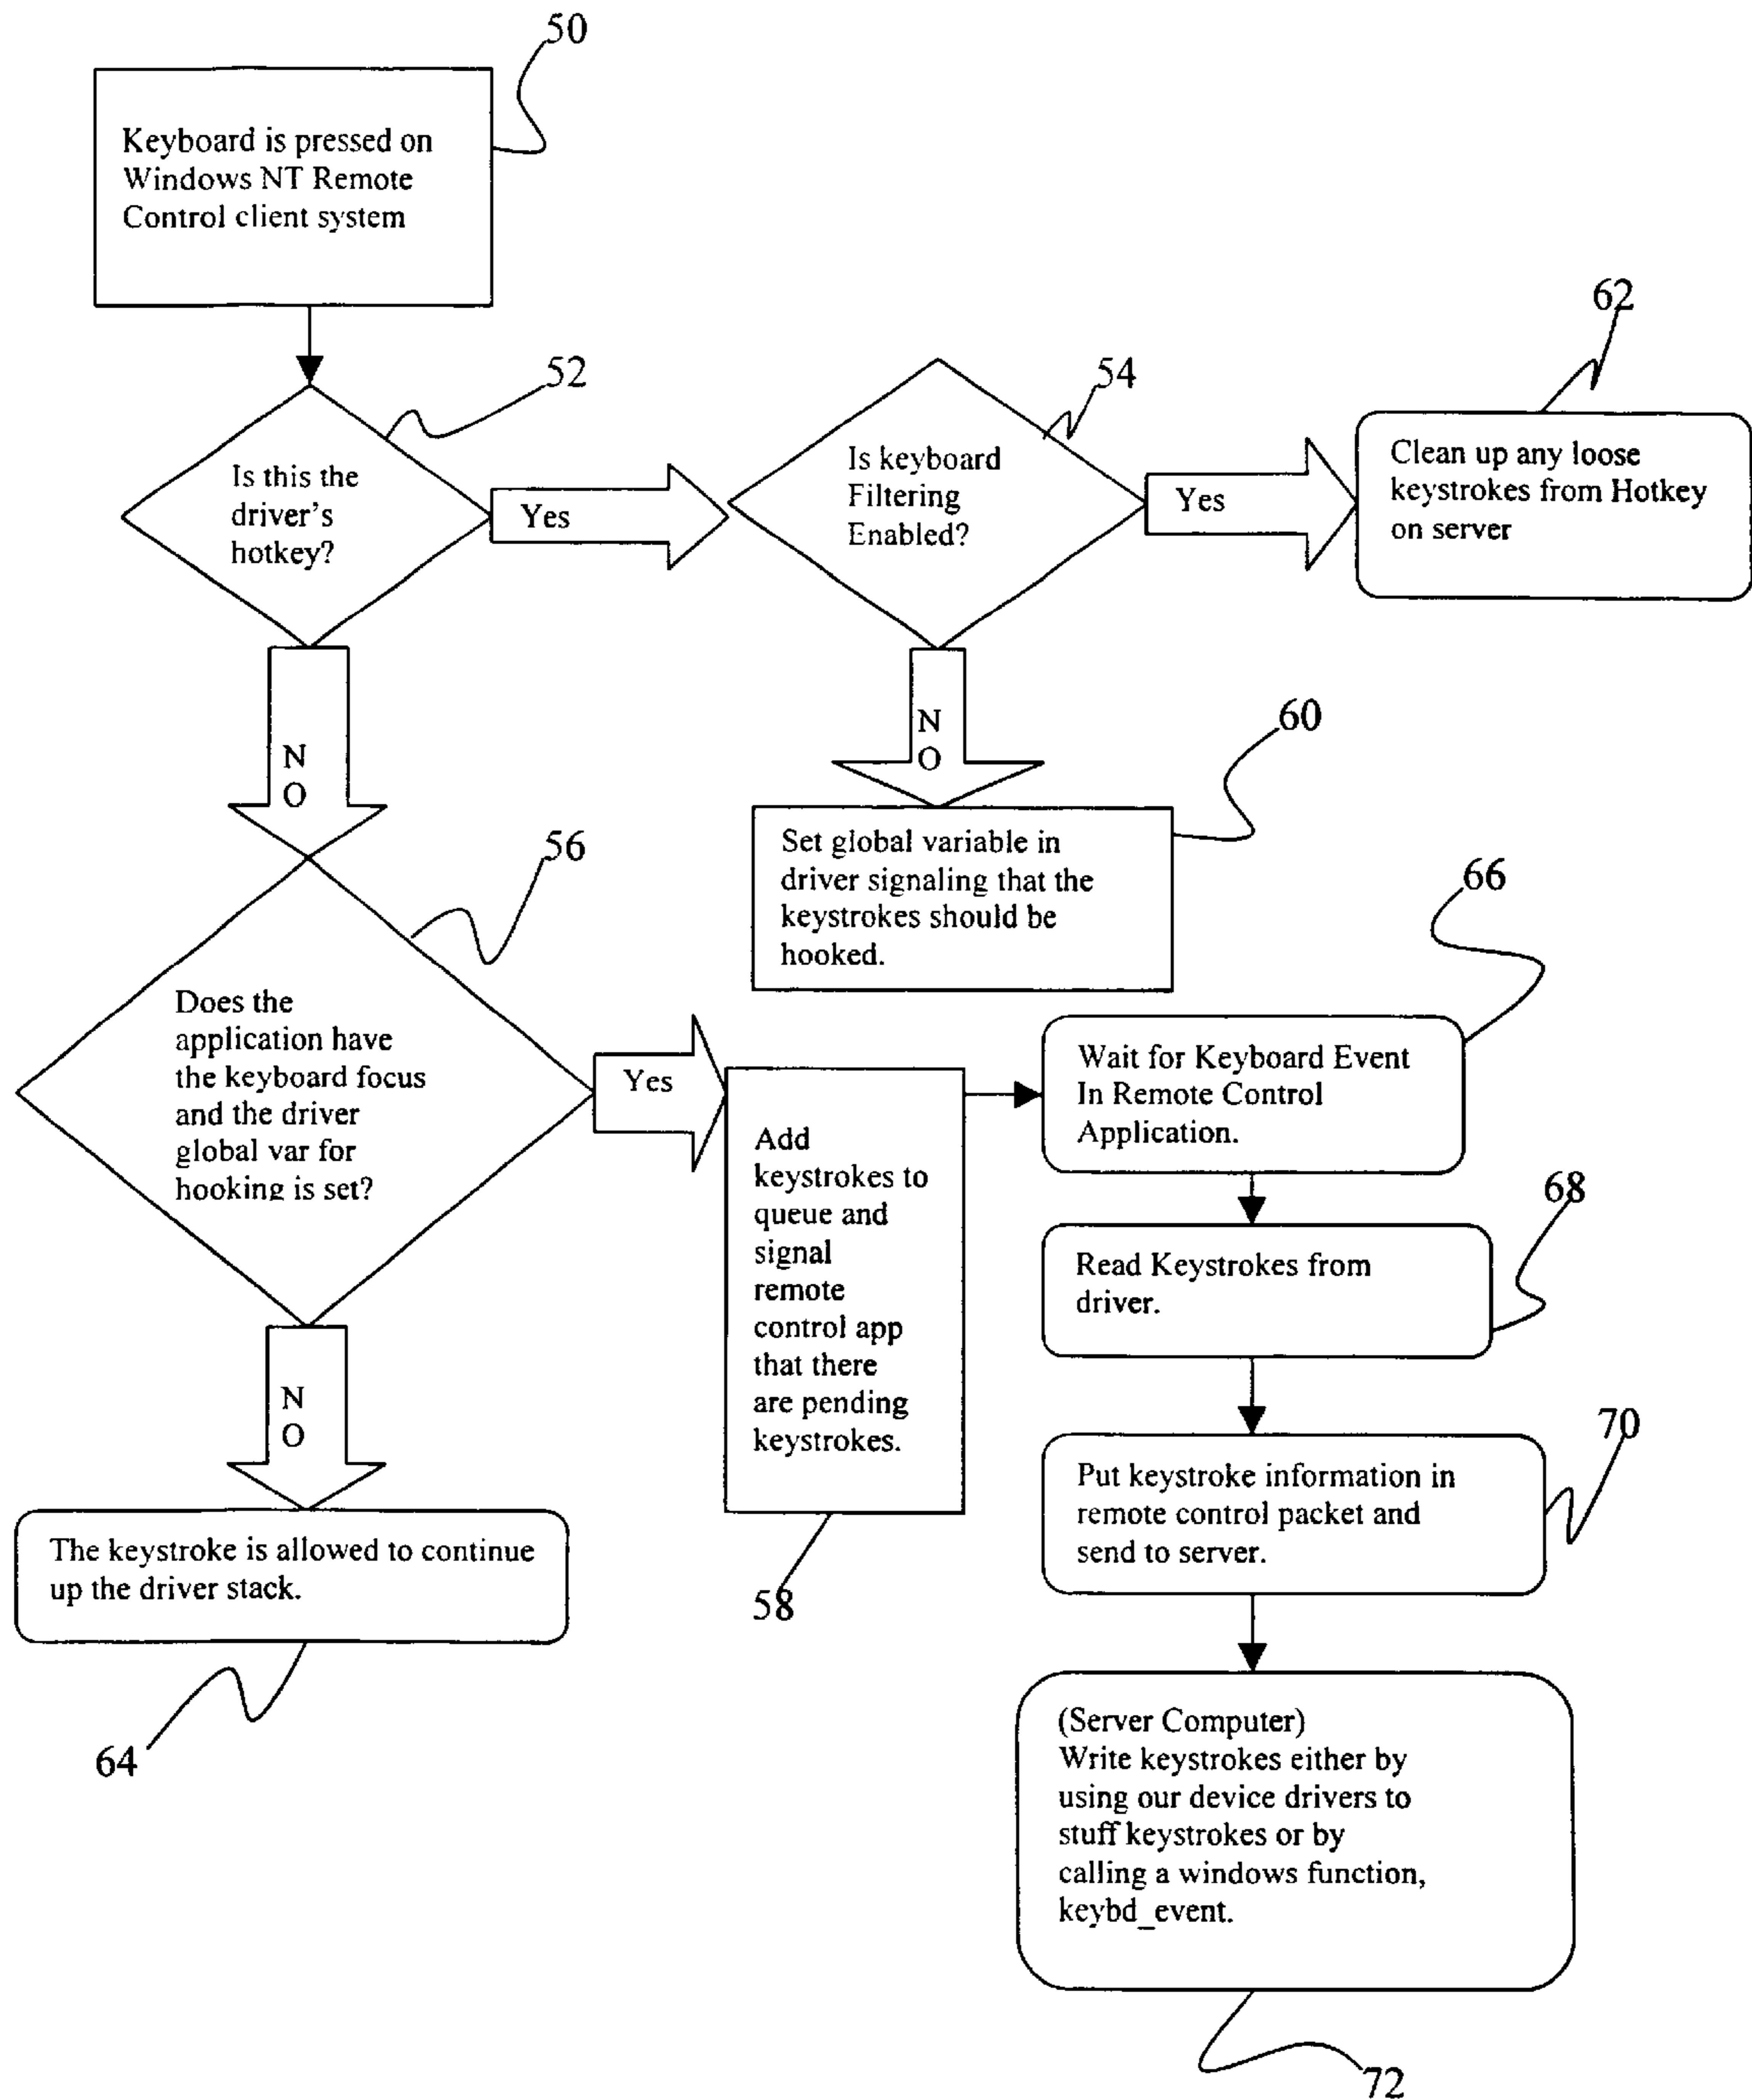 50
Keyboard is pressed on
Windows NT Remote
Control client system
52
Is this the
driver's
hotkey?
Yes
54
Is keyboard
Filtering
Enabled?
Yes
62
Clean up any loose
keystrokes from Hotkey
on server
N
O
N
O
60
Set global variable in
driver signaling that the
keystrokes should be
hooked.
56
Does the
application have
the keyboard focus
and the driver
global var for
hooking is set?
Yes
Add
keystrokes to
queue and
signal
remote
control app
that there
are pending
keystrokes.
58
66
Wait for Keyboard Event
In Remote Control
Application.
68
Read Keystrokes from
driver.
70
Put keystroke information in
remote control packet and
send to server.
N
O
The keystroke is allowed to continue
up the driver stack.
64
(Server Computer)
Write keystrokes either by
using our device drivers to
stuff keystrokes or by
calling a windows function,
keybd_event.
72